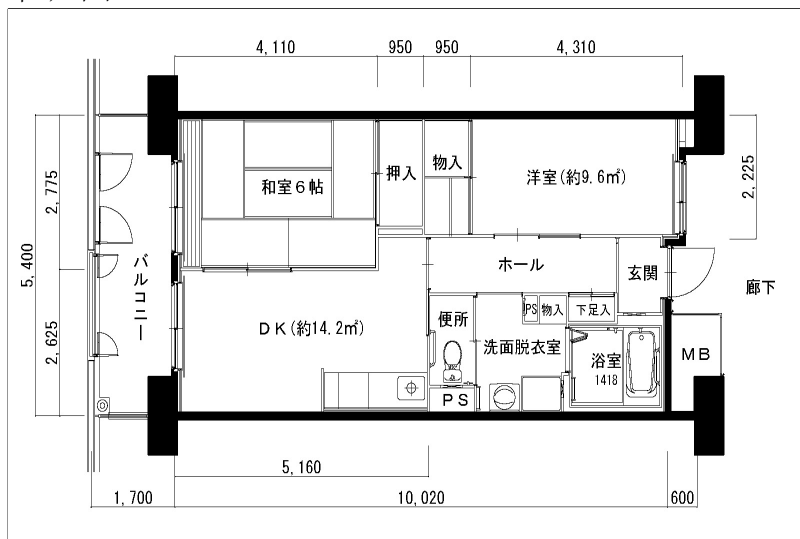 4,110 950 950 4,310
和室6帖
押入
物入
洋室(約9.6㎡)
2,775
2,225
5,400
バルコニー
ホール
玄関
廊下
2,625
DK(約14.2㎡)
便所
PS
物入
下足入
洗面脱衣室
浴室
1418
MB
PS
5,160
1,700 10,020 600